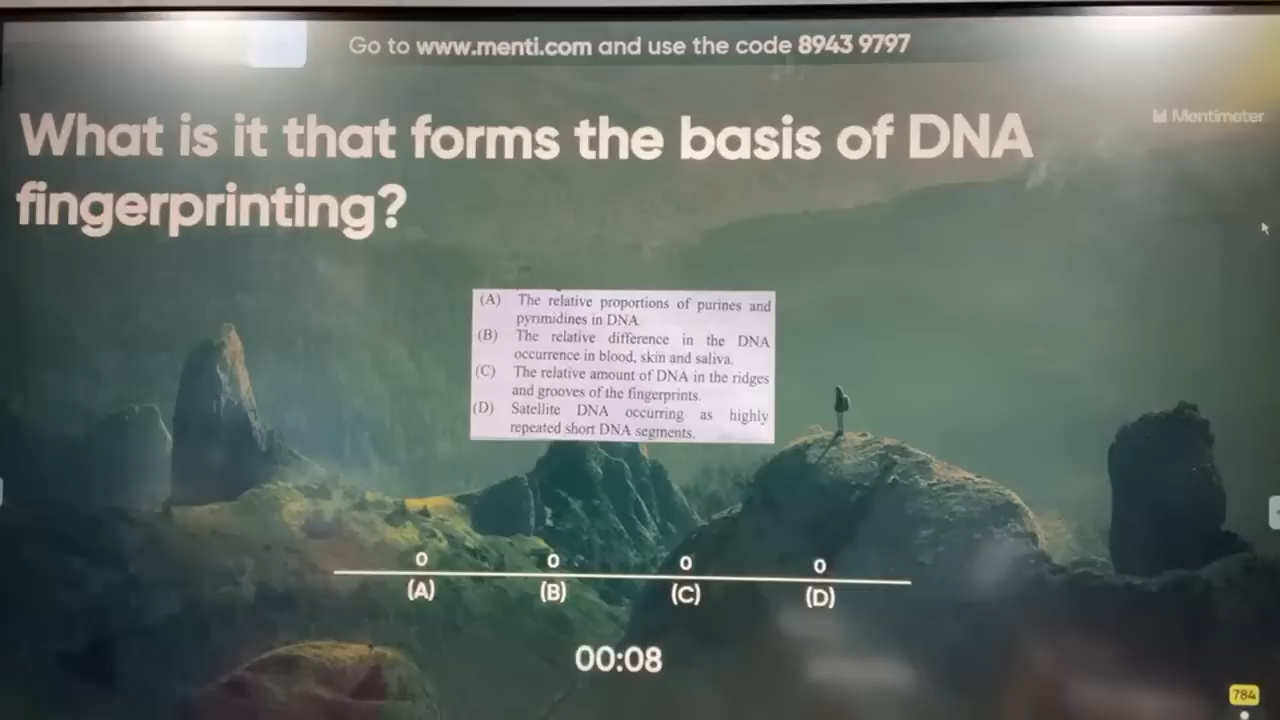 Go to www.menti.com and use the code 8943 9797
Mentimeter
What is it that forms the basis of DNA
fingerprinting?
(A) The relative proportions of purines and
pyrimidines in DNA
(B) The relative difference in the DNA
occurrence in blood, skin and saliva.
(C) The relative amount of DNA in the ridges
and grooves of the fingerprints.
(D) Satellite DNA occurring as highly
repeated short DNA segments.
0 0 0 0
(A) (B) (C) (D)
00:08
784